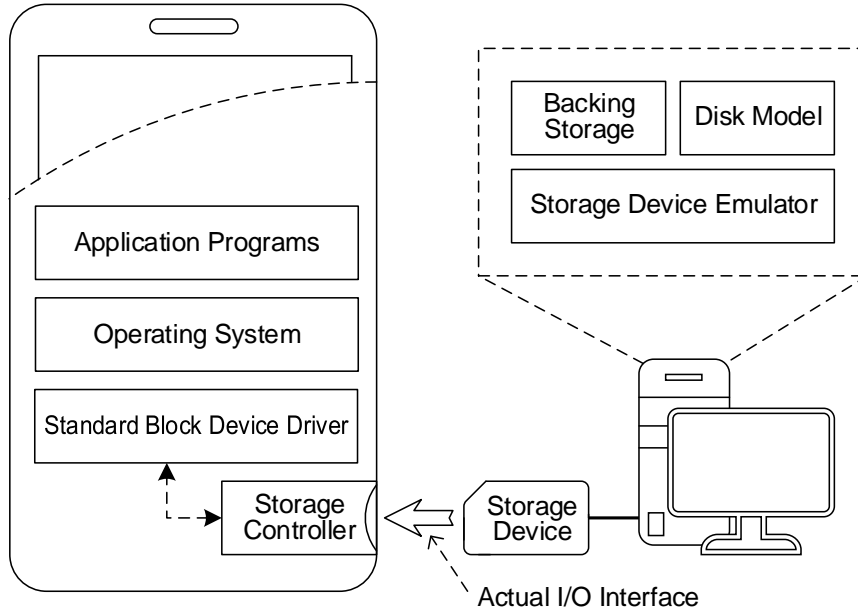 Application Programs
Operating System
Standard Block Device Driver
Storage
Controller
Backing
Storage
Disk Model
Storage Device Emulator
Storage
Device
Actual I/O Interface